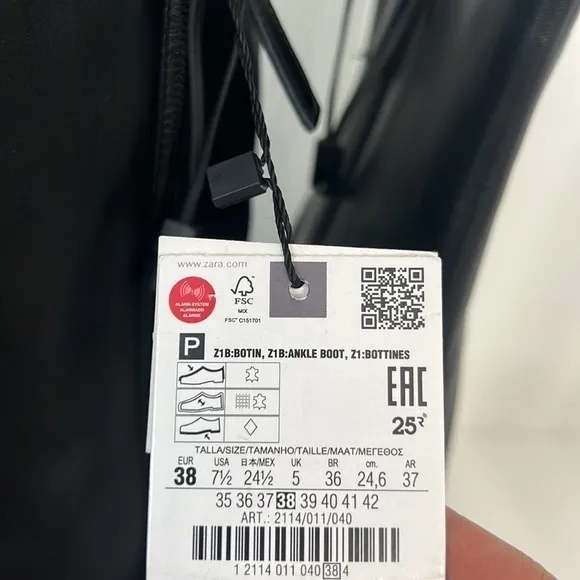 www.zara.com
ALARM SYSTEM
ALARMADO
ALARME
FSC
MIX
FSC® C151701
P Z1B:BOTIN, Z1B:ANKLE BOOT, Z1:BOTTINES
EAC
25R
TALLA/SIZE/TAMANHO/TAILLE/MAAT/ΜΕΓΕΘΟΣ
EUR USA 日本/MEX UK BR cm. AR
38 7½ 24½ 5 36 24,6 37
35 36 37 38 39 40 41 42
ART.: 2114/011/040
1 2114 011 040 38 4